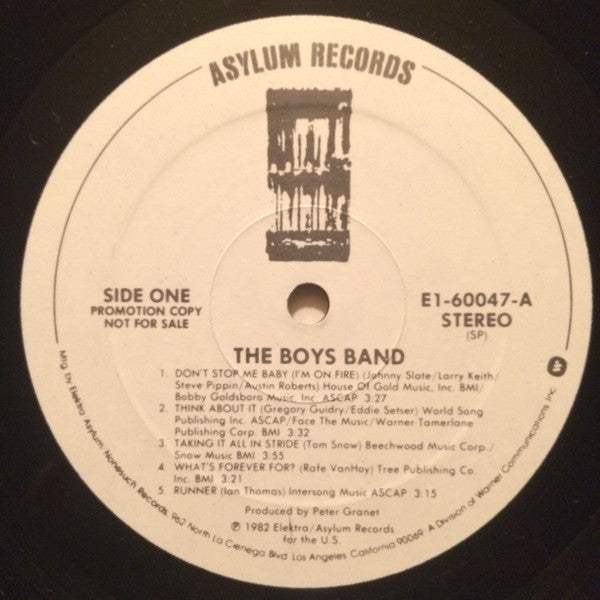 ASYLUM RECORDS
SIDE ONE
PROMOTION COPY
NOT FOR SALE
E1-60047-A
STEREO
(SP)
THE BOYS BAND
1. DON'T STOP ME BABY (I'M ON FIRE) (Johnny Slate/Larry Keith/
Steve Pippin/Austin Roberts) House Of Gold Music, Inc. BMI/
Bobby Goldsboro Music, Inc. ASCAP 3:27
2. THINK ABOUT IT (Gregory Guidry/Eddie Setser) World Song
Publishing Inc. ASCAP/Face The Music/Warner-Tamerlane
Publishing Corp. BMI 3:32
3. TAKING IT ALL IN STRIDE (Tom Snow) Beechwood Music Corp./
Snow Music BMI 3:55
4. WHAT'S FOREVER FOR? (Rafe VanHoy) Tree Publishing Co.
Inc. BMI 3:21
5. RUNNER (Ian Thomas) Intersong Music ASCAP 3:15
Produced by Peter Granet
℗ 1982 Elektra/Asylum Records
for the U.S.
Mfg by Elektra Asylum Nonesuch Records, 962 North La Cienega Blvd Los Angeles California 90069. A Division of Warner Communications Inc